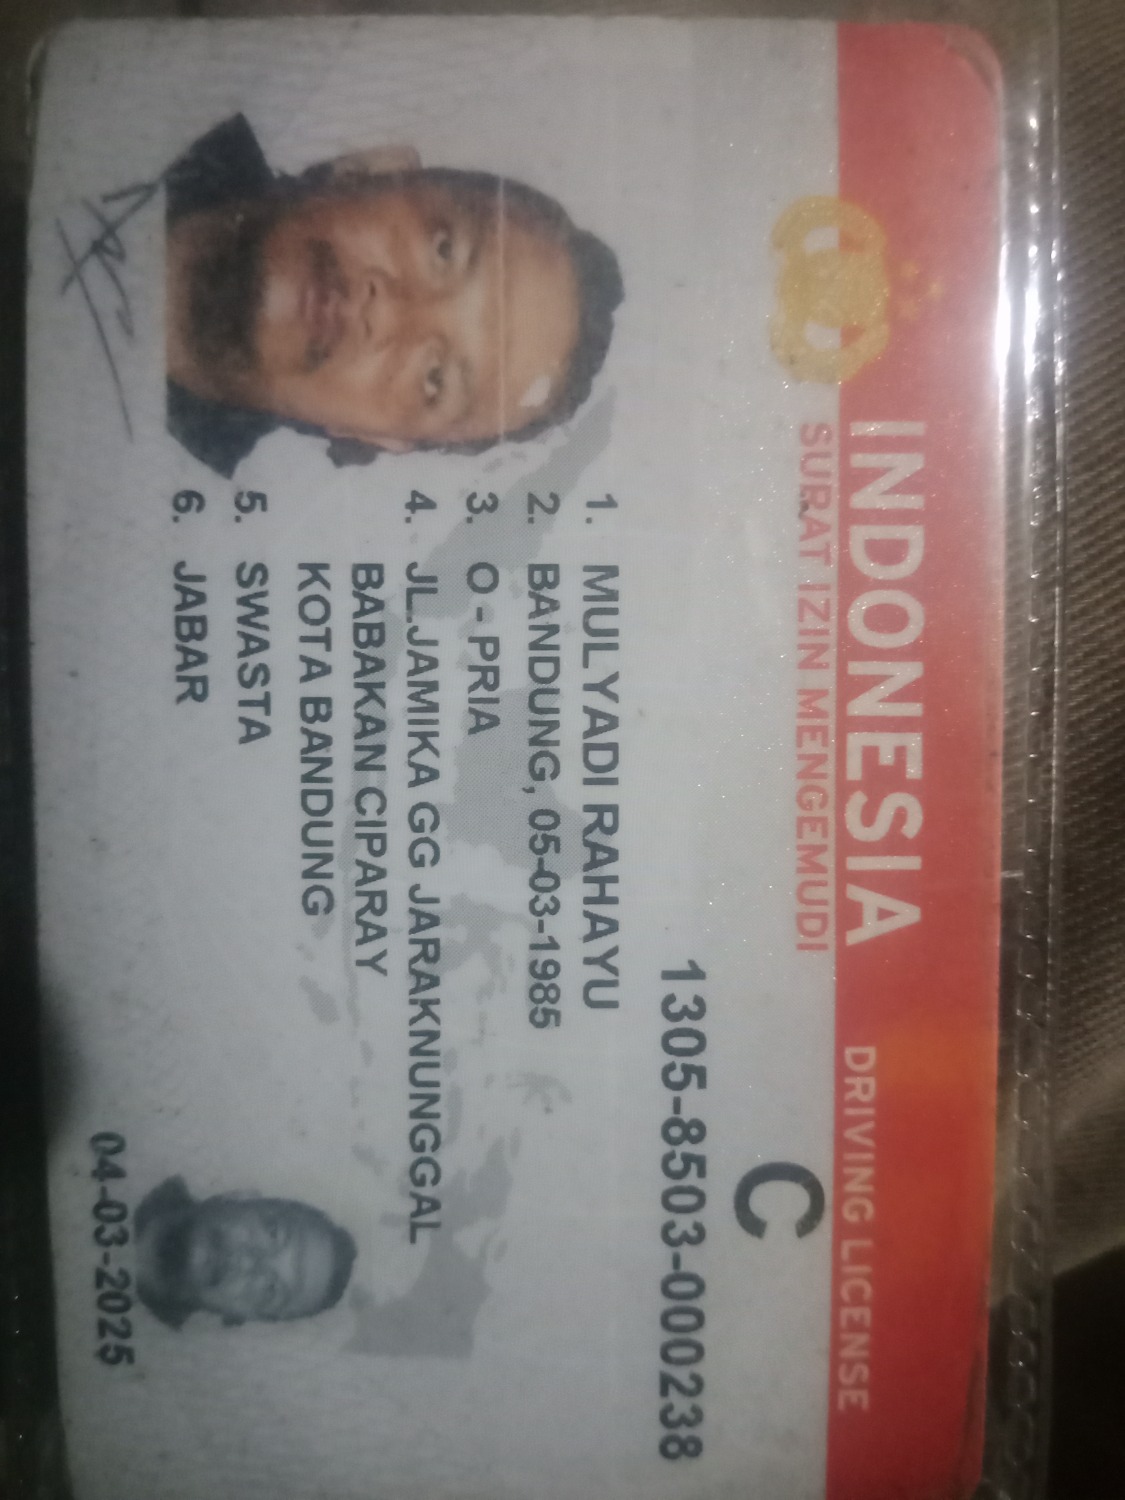 INDONESIA DRIVING LICENSE
SURAT IZIN MENGEMUDI
C
1305-8503-000238
1. MULYADI RAHAYU
2. BANDUNG, 05-03-1985
3. O - PRIA
4. JL.JAMIKA GG JARAKNUNGGAL
BABAKAN CIPARAY
KOTA BANDUNG
5. SWASTA
6. JABAR
04-03-2025